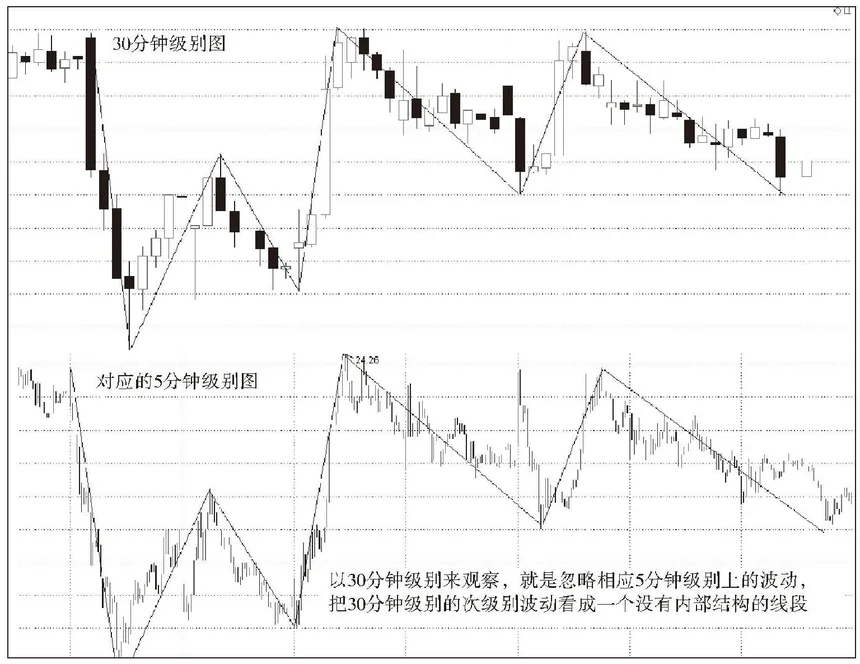 30分钟级别图
对应的5分钟级别图
24.26
以30分钟级别来观察，就是忽略相应5分钟级别上的波动，
把30分钟级别的次级别波动看成一个没有内部结构的线段